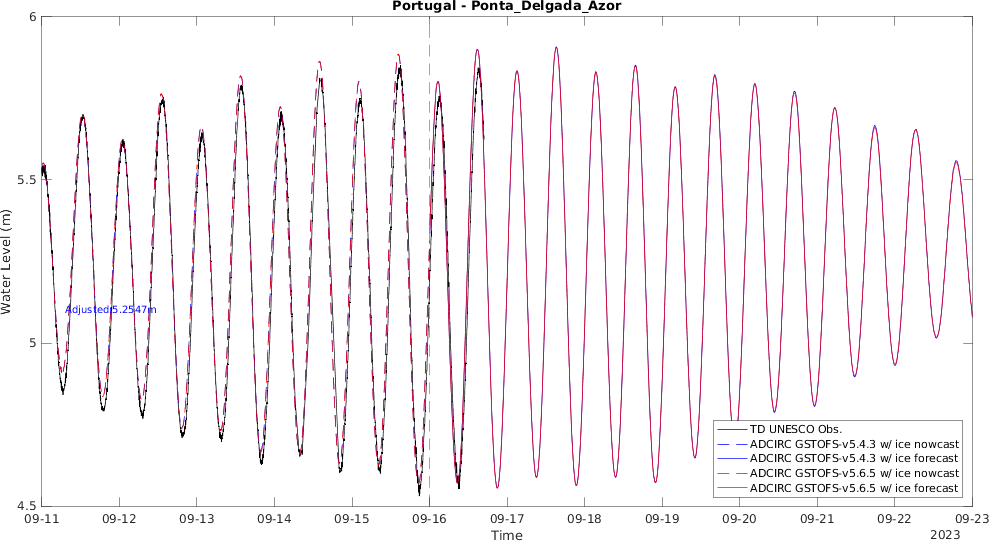 Portugal - Ponta_Delgada_Azor
6
5.5
5
4.5
Water Level (m)
Adjusted:5.2547m
TD UNESCO Obs.
ADCIRC GSTOFS-v5.4.3 w/ ice nowcast
ADCIRC GSTOFS-v5.4.3 w/ ice forecast
ADCIRC GSTOFS-v5.6.5 w/ ice nowcast
ADCIRC GSTOFS-v5.6.5 w/ ice forecast
09-11 09-12 09-13 09-14 09-15 09-16 09-17 09-18 09-19 09-20 09-21 09-22 09-23
Time
2023